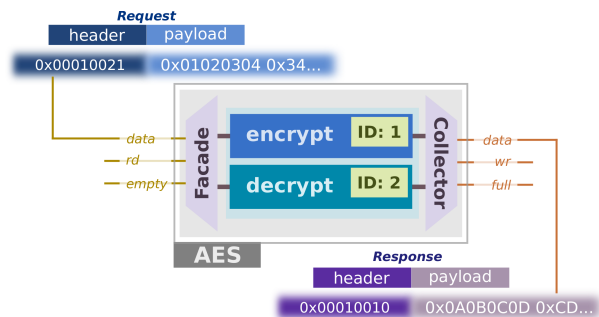 Request
header payload
0x00010021 0x01020304 0x34...
Facade
data
rd
empty
encrypt ID: 1
decrypt ID: 2
Collector
data
wr
full
AES
Response
header payload
0x00010010 0x0A0B0C0D 0xCD...